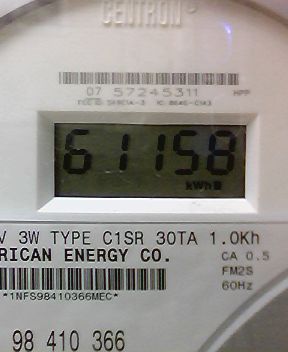 CENTRON
07 57245311 HPP
61158
kWh
V 3W TYPE C1SR 30TA 1.0Kh
RICAN ENERGY CO. CA 0.5
FM2S
*1NFS98410366MEC* 60Hz
98 410 366